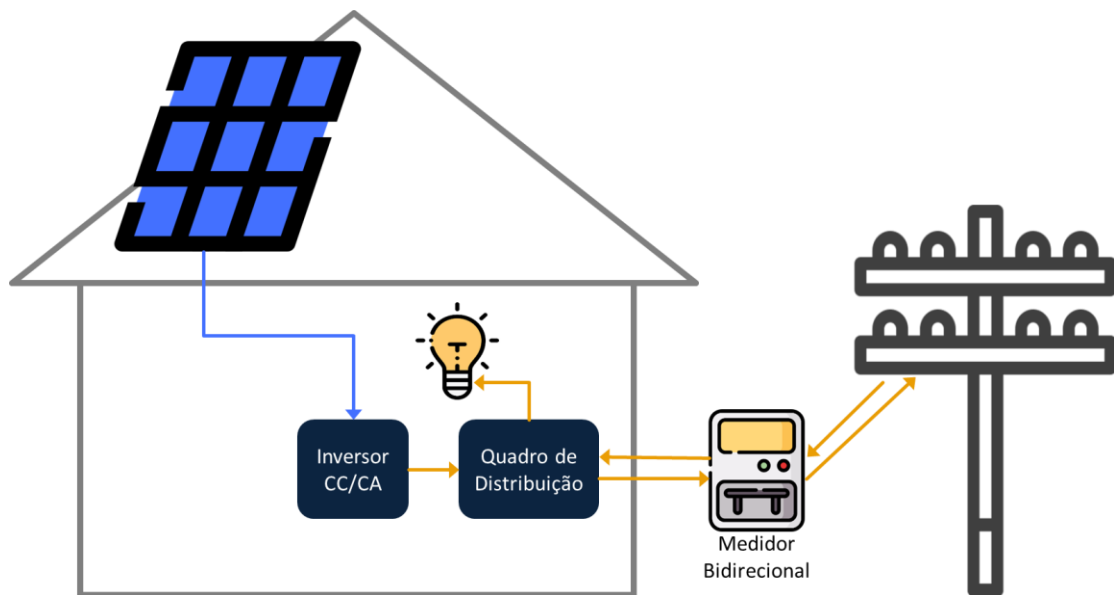 Inversor
CC/CA
Quadro de
Distribuição
Medidor
Bidirecional